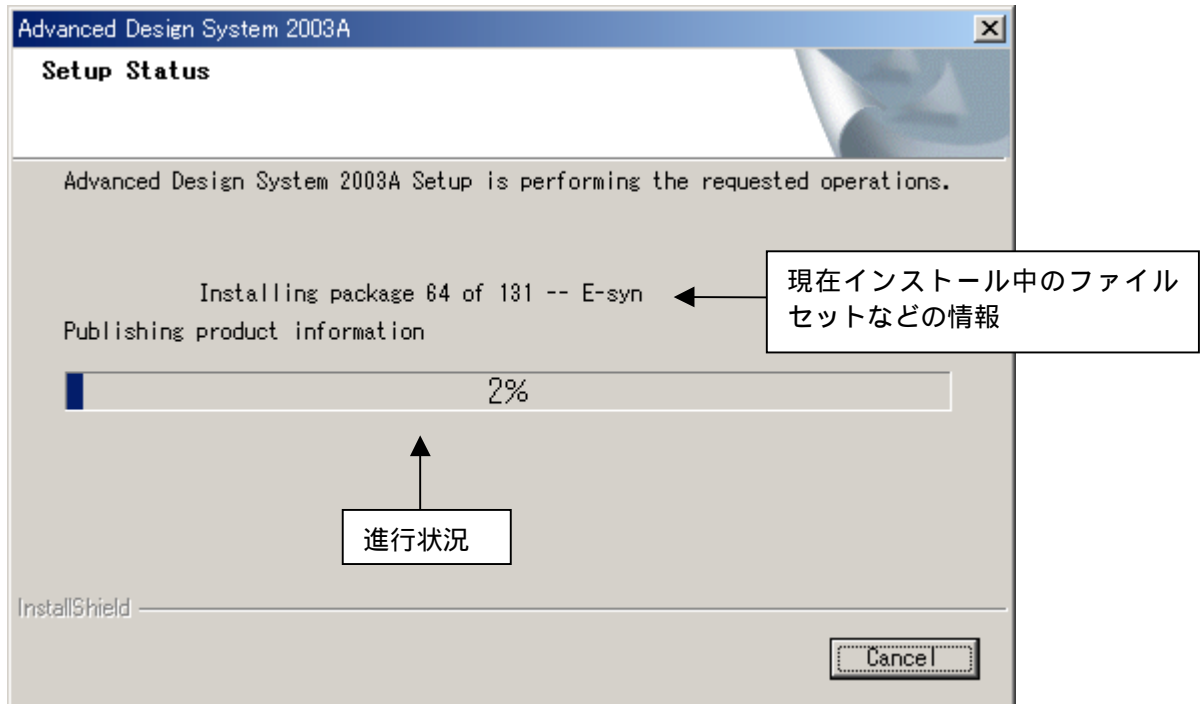 Advanced Design System 2003A
Setup Status
Advanced Design System 2003A Setup is performing the requested operations.
Installing package 64 of 131 -- E-syn
現在インストール中のファイル
セットなどの情報
Publishing product information
2%
進行状況
InstallShield
Cancel